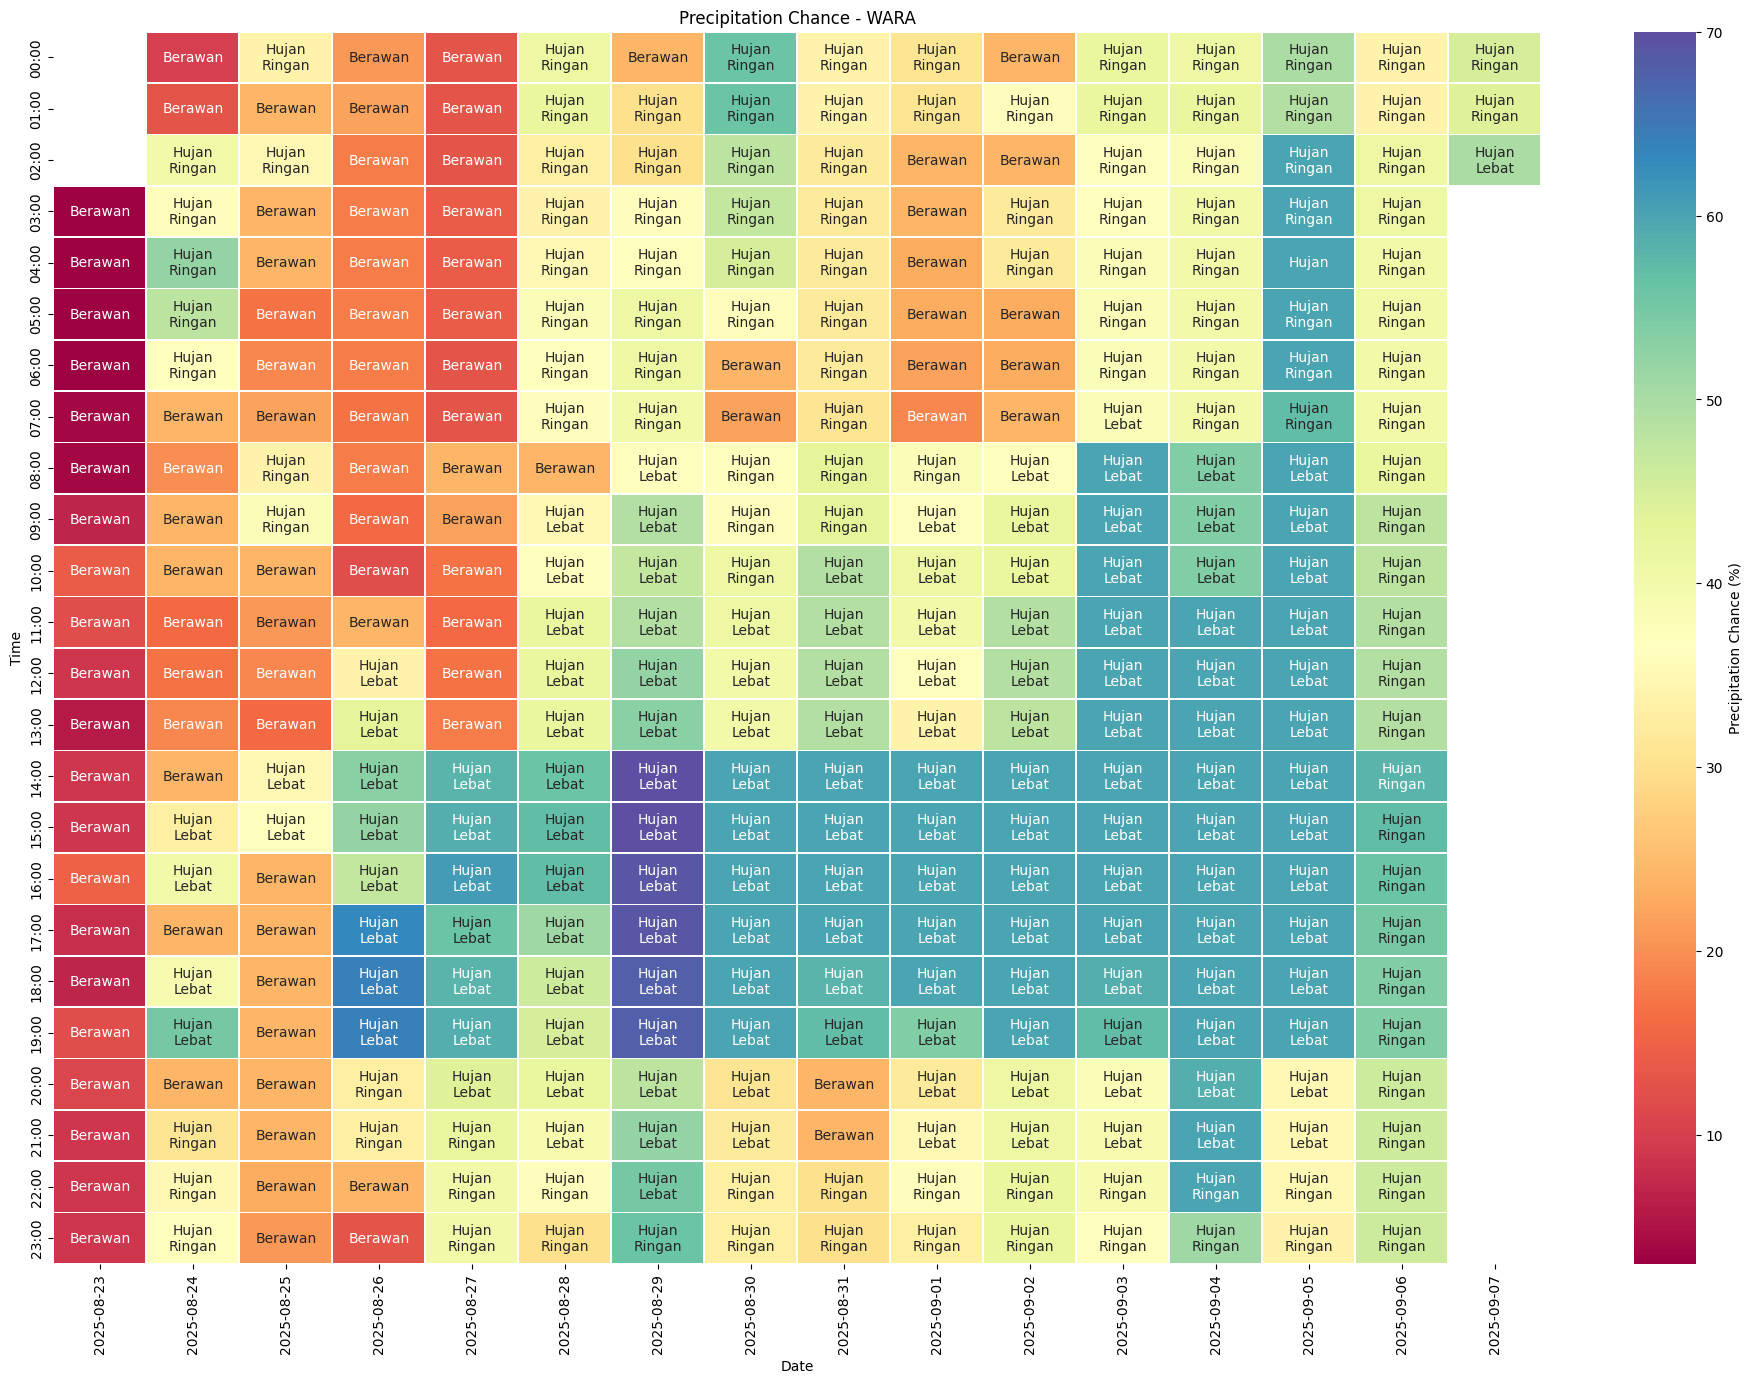 Precipitation Chance - WARA
00:00 Berawan Hujan Ringan Berawan Berawan Hujan Ringan Berawan Hujan Ringan Hujan Ringan Hujan Ringan Berawan Hujan Ringan Hujan Ringan Hujan Ringan Hujan Ringan Hujan Ringan
01:00 Berawan Berawan Berawan Berawan Hujan Ringan Hujan Ringan Hujan Ringan Hujan Ringan Hujan Ringan Hujan Ringan Hujan Ringan Hujan Ringan Hujan Ringan Hujan Ringan Hujan Ringan
02:00 Hujan Ringan Hujan Ringan Berawan Berawan Hujan Ringan Hujan Ringan Hujan Ringan Hujan Ringan Berawan Berawan Hujan Ringan Hujan Ringan Hujan Ringan Hujan Ringan Hujan Lebat
03:00 Berawan Hujan Ringan Berawan Berawan Berawan Hujan Ringan Hujan Ringan Hujan Ringan Hujan Ringan Berawan Hujan Ringan Hujan Ringan Hujan Ringan Hujan Ringan Hujan Ringan
04:00 Berawan Hujan Ringan Berawan Berawan Berawan Hujan Ringan Hujan Ringan Hujan Ringan Hujan Ringan Berawan Hujan Ringan Hujan Ringan Hujan Ringan Hujan Hujan Ringan
05:00 Berawan Hujan Ringan Berawan Berawan Berawan Hujan Ringan Hujan Ringan Hujan Ringan Hujan Ringan Berawan Berawan Hujan Ringan Hujan Ringan Hujan Ringan Hujan Ringan
06:00 Berawan Hujan Ringan Berawan Berawan Berawan Hujan Ringan Hujan Ringan Berawan Hujan Ringan Berawan Berawan Hujan Ringan Hujan Ringan Hujan Ringan Hujan Ringan
07:00 Berawan Berawan Berawan Berawan Berawan Hujan Ringan Hujan Ringan Berawan Hujan Ringan Berawan Berawan Hujan Lebat Hujan Ringan Hujan Ringan Hujan Ringan
08:00 Berawan Berawan Hujan Ringan Berawan Berawan Berawan Hujan Lebat Hujan Ringan Hujan Ringan Hujan Ringan Hujan Lebat Hujan Lebat Hujan Lebat Hujan Lebat Hujan Ringan
09:00 Berawan Berawan Hujan Ringan Berawan Berawan Hujan Lebat Hujan Lebat Hujan Ringan Hujan Ringan Hujan Lebat Hujan Lebat Hujan Lebat Hujan Lebat Hujan Lebat Hujan Ringan
10:00 Berawan Berawan Berawan Berawan Berawan Hujan Lebat Hujan Lebat Hujan Ringan Hujan Lebat Hujan Lebat Hujan Lebat Hujan Lebat Hujan Lebat Hujan Lebat Hujan Ringan
11:00 Berawan Berawan Berawan Berawan Berawan Hujan Lebat Hujan Lebat Hujan Lebat Hujan Lebat Hujan Lebat Hujan Lebat Hujan Lebat Hujan Lebat Hujan Lebat Hujan Ringan
12:00 Berawan Berawan Berawan Hujan Lebat Berawan Hujan Lebat Hujan Lebat Hujan Lebat Hujan Lebat Hujan Lebat Hujan Lebat Hujan Lebat Hujan Lebat Hujan Lebat Hujan Ringan
13:00 Berawan Berawan Berawan Hujan Lebat Berawan Hujan Lebat Hujan Lebat Hujan Lebat Hujan Lebat Hujan Lebat Hujan Lebat Hujan Lebat Hujan Lebat Hujan Lebat Hujan Ringan
14:00 Berawan Berawan Hujan Lebat Hujan Lebat Hujan Lebat Hujan Lebat Hujan Lebat Hujan Lebat Hujan Lebat Hujan Lebat Hujan Lebat Hujan Lebat Hujan Lebat Hujan Lebat Hujan Ringan
15:00 Berawan Hujan Lebat Hujan Lebat Hujan Lebat Hujan Lebat Hujan Lebat Hujan Lebat Hujan Lebat Hujan Lebat Hujan Lebat Hujan Lebat Hujan Lebat Hujan Lebat Hujan Lebat Hujan Ringan
16:00 Berawan Hujan Lebat Berawan Hujan Lebat Hujan Lebat Hujan Lebat Hujan Lebat Hujan Lebat Hujan Lebat Hujan Lebat Hujan Lebat Hujan Lebat Hujan Lebat Hujan Lebat Hujan Ringan
17:00 Berawan Berawan Berawan Hujan Lebat Hujan Lebat Hujan Lebat Hujan Lebat Hujan Lebat Hujan Lebat Hujan Lebat Hujan Lebat Hujan Lebat Hujan Lebat Hujan Lebat Hujan Ringan
18:00 Berawan Hujan Lebat Berawan Hujan Lebat Hujan Lebat Hujan Lebat Hujan Lebat Hujan Lebat Hujan Lebat Hujan Lebat Hujan Lebat Hujan Lebat Hujan Lebat Hujan Lebat Hujan Ringan
19:00 Berawan Hujan Lebat Berawan Hujan Lebat Hujan Lebat Hujan Lebat Hujan Lebat Hujan Lebat Hujan Lebat Hujan Lebat Hujan Lebat Hujan Lebat Hujan Lebat Hujan Lebat Hujan Ringan
20:00 Berawan Berawan Berawan Hujan Ringan Hujan Lebat Hujan Lebat Hujan Lebat Hujan Lebat Berawan Hujan Lebat Hujan Lebat Hujan Lebat Hujan Lebat Hujan Lebat Hujan Ringan
21:00 Berawan Hujan Ringan Berawan Hujan Ringan Hujan Ringan Hujan Lebat Hujan Lebat Hujan Lebat Berawan Hujan Lebat Hujan Lebat Hujan Lebat Hujan Lebat Hujan Lebat Hujan Ringan
22:00 Berawan Hujan Ringan Berawan Berawan Hujan Ringan Hujan Ringan Hujan Lebat Hujan Ringan Hujan Ringan Hujan Ringan Hujan Ringan Hujan Ringan Hujan Ringan Hujan Ringan Hujan Ringan
23:00 Berawan Hujan Ringan Berawan Berawan Hujan Ringan Hujan Ringan Hujan Ringan Hujan Ringan Hujan Ringan Hujan Ringan Hujan Ringan Hujan Ringan Hujan Ringan Hujan Ringan Hujan Ringan
Time
2025-08-23 2025-08-24 2025-08-25 2025-08-26 2025-08-27 2025-08-28 2025-08-29 2025-08-30 2025-08-31 2025-09-01 2025-09-02 2025-09-03 2025-09-04 2025-09-05 2025-09-06 2025-09-07
Date
70
60
50
40
30
20
10
Precipitation Chance (%)